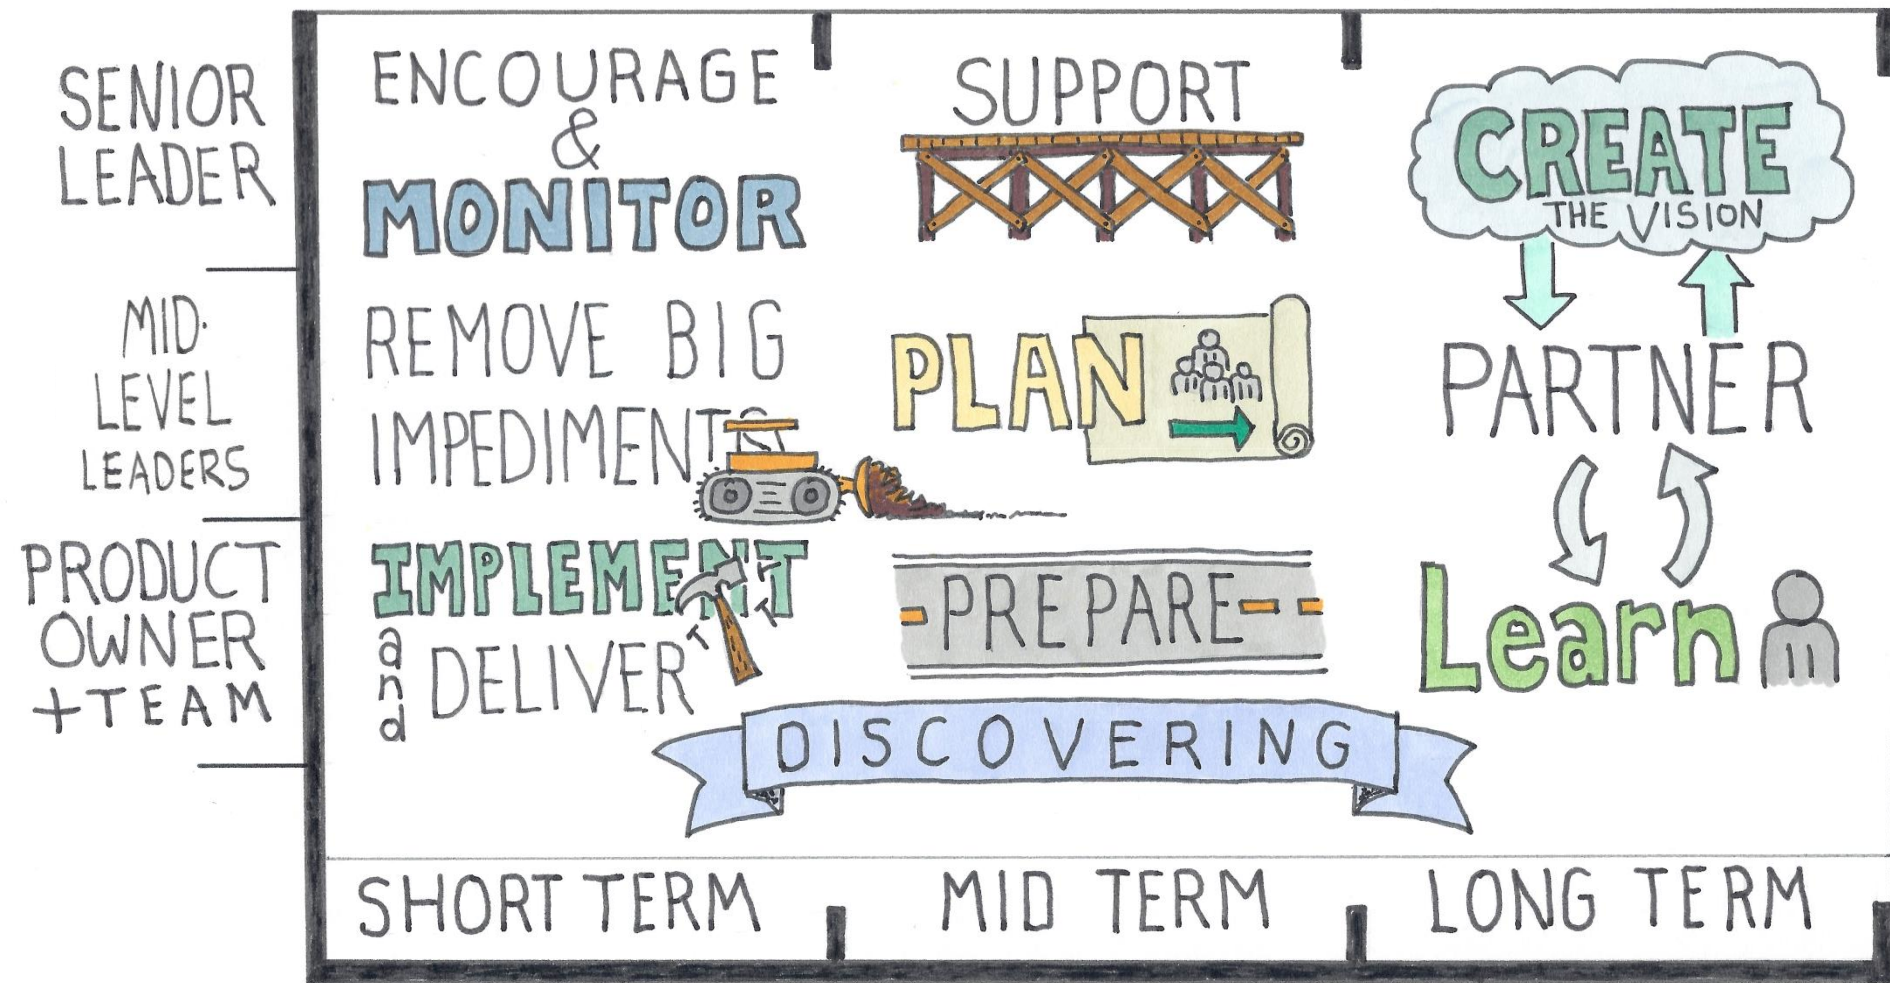 SENIOR
LEADER
ENCOURAGE
&
MONITOR
SUPPORT
CREATE
THE VISION
MID-
LEVEL
LEADERS
REMOVE BIG
IMPEDIMENTS
PLAN
PARTNER
PRODUCT
OWNER
+TEAM
IMPLEMENT
and
DELIVER
PREPARE
Learn
DISCOVERING
SHORT TERM
MID TERM
LONG TERM